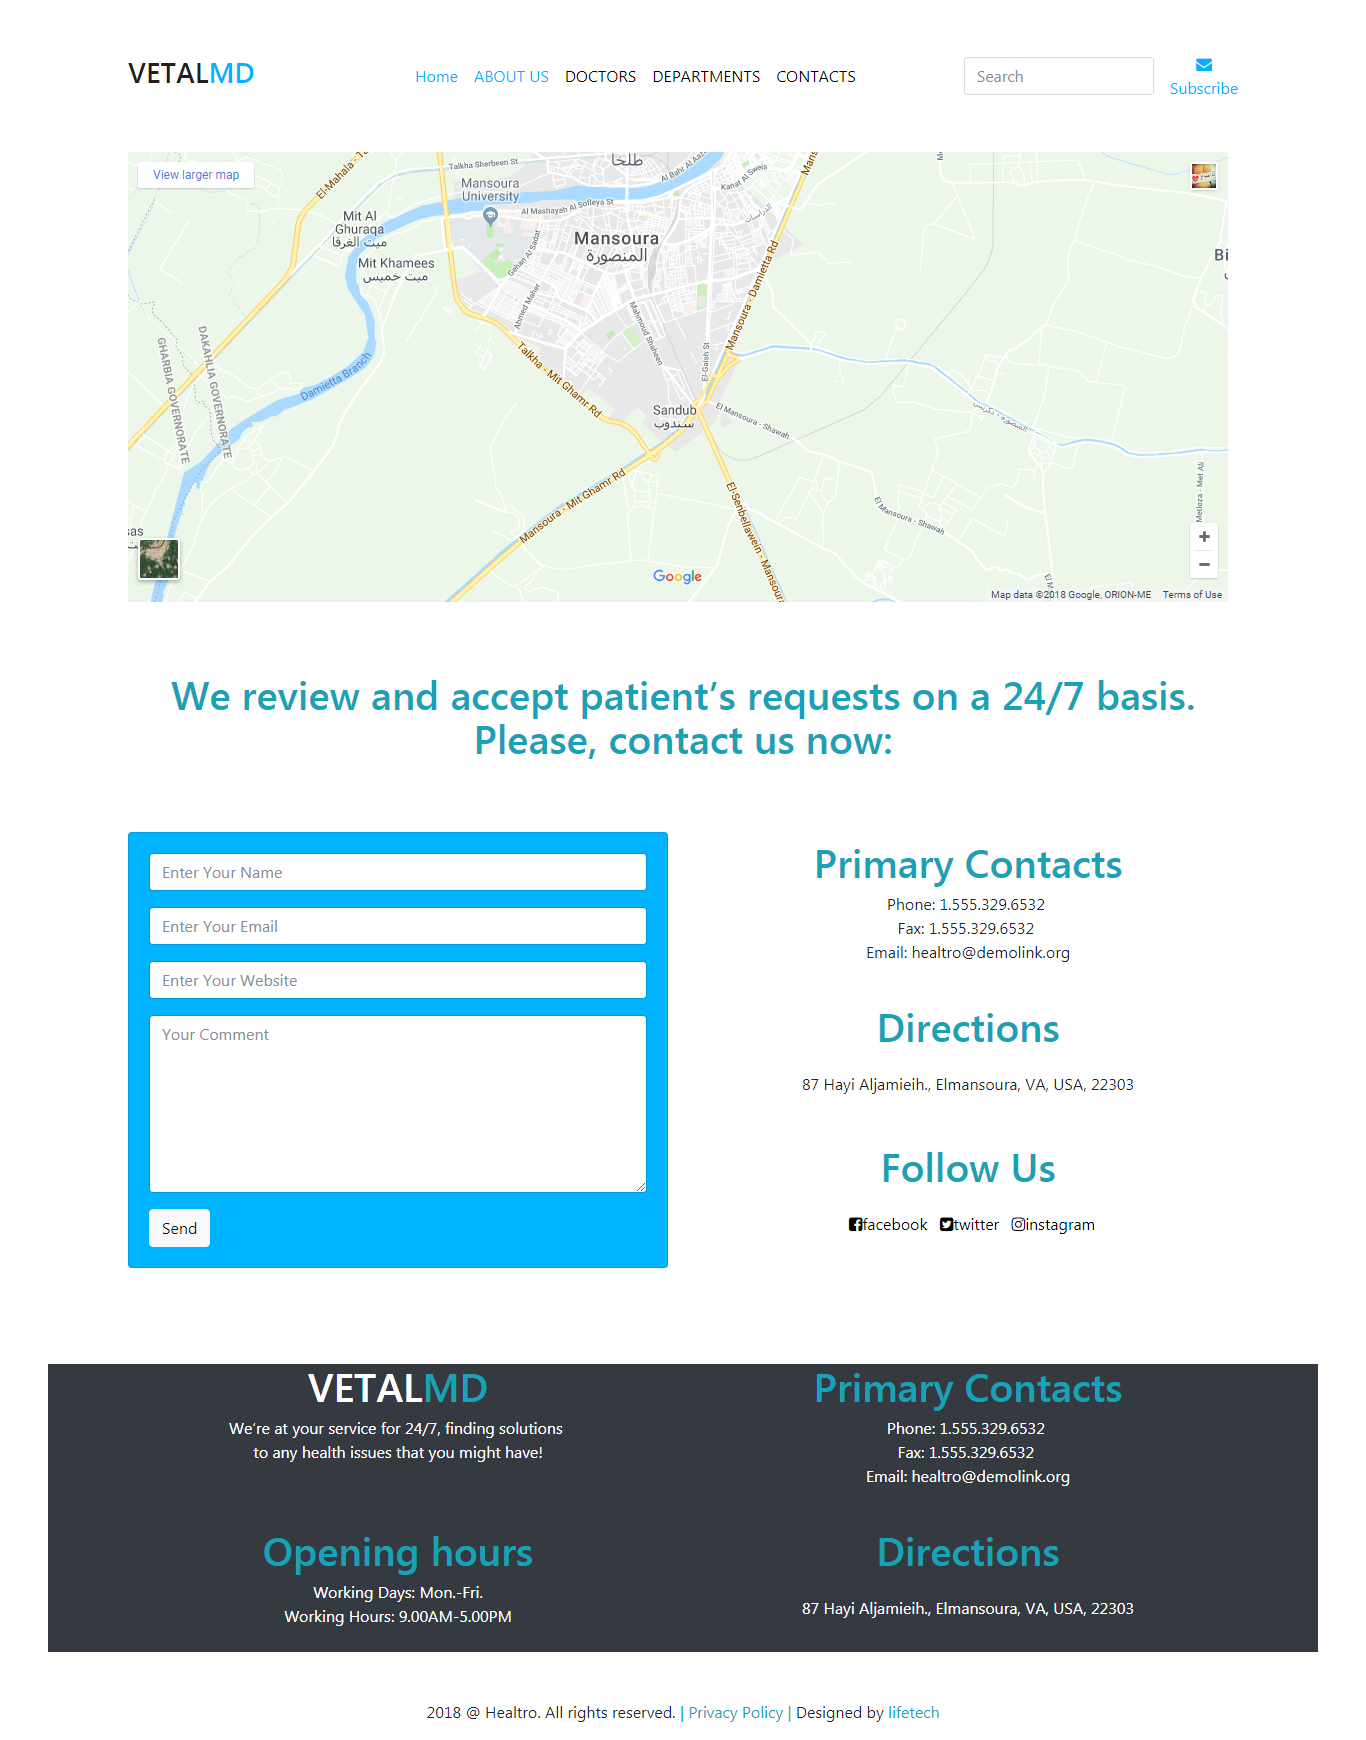 VETALMD
Home ABOUT US DOCTORS DEPARTMENTS CONTACTS
Search
Subscribe
View larger map
Talkha Sherbeen St
طلخا
Al Bahr Al Aazam
El-Mahala - Ta
Mansoura
University
Al Mashayah Al Sofleya St
Kanat Al Sweis
الدراسات
Mit Al
Ghuraqa
ميت الغرقا
Mit Khamees
ميت خميس
Mansoura
المنصورة
Gehan Al Sadat
Ahmed Maher
Mahmoud Shaheen
El-Gaish St
Mansoura - Damietta Rd
Mans
Bi
DAKAHLIA GOVERNORATE
GHARBIA GOVERNORATE
Damietta Branch
Talkha - Mit Ghamr Rd
Sandub
سندوب
El Mansoura - Shawah
المنصورة - دكرنس
Mansoura - Mit Ghamr Rd
El-Senbellawein - Mansoura
El Mansoura - Shawah
Metloza - Met Ali
El M
sas
Google
Map data ©2018 Google, ORION-ME Terms of Use
We review and accept patient’s requests on a 24/7 basis.
Please, contact us now:
Enter Your Name
Enter Your Email
Enter Your Website
Your Comment
Send
Primary Contacts
Phone: 1.555.329.6532
Fax: 1.555.329.6532
Email: healtro@demolink.org
Directions
87 Hayi Aljamieih., Elmansoura, VA, USA, 22303
Follow Us
facebook twitter instagram
VETALMD
We’re at your service for 24/7, finding solutions
to any health issues that you might have!
Primary Contacts
Phone: 1.555.329.6532
Fax: 1.555.329.6532
Email: healtro@demolink.org
Opening hours
Working Days: Mon.-Fri.
Working Hours: 9.00AM-5.00PM
Directions
87 Hayi Aljamieih., Elmansoura, VA, USA, 22303
2018 @ Healtro. All rights reserved. | Privacy Policy | Designed by lifetech